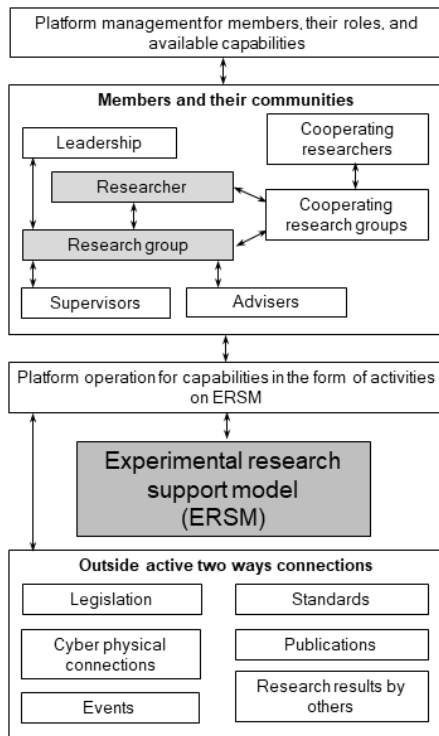 Platform management for members, their roles, and
available capabilities
Members and their communities
Leadership
Cooperating
researchers
Researcher
Cooperating
research groups
Research group
Supervisors
Advisers
Platform operation for capabilities in the form of activities
on ERSM
Experimental research
support model
(ERSM)
Outside active two ways connections
Legislation
Standards
Cyber physical
connections
Publications
Events
Research results by
others